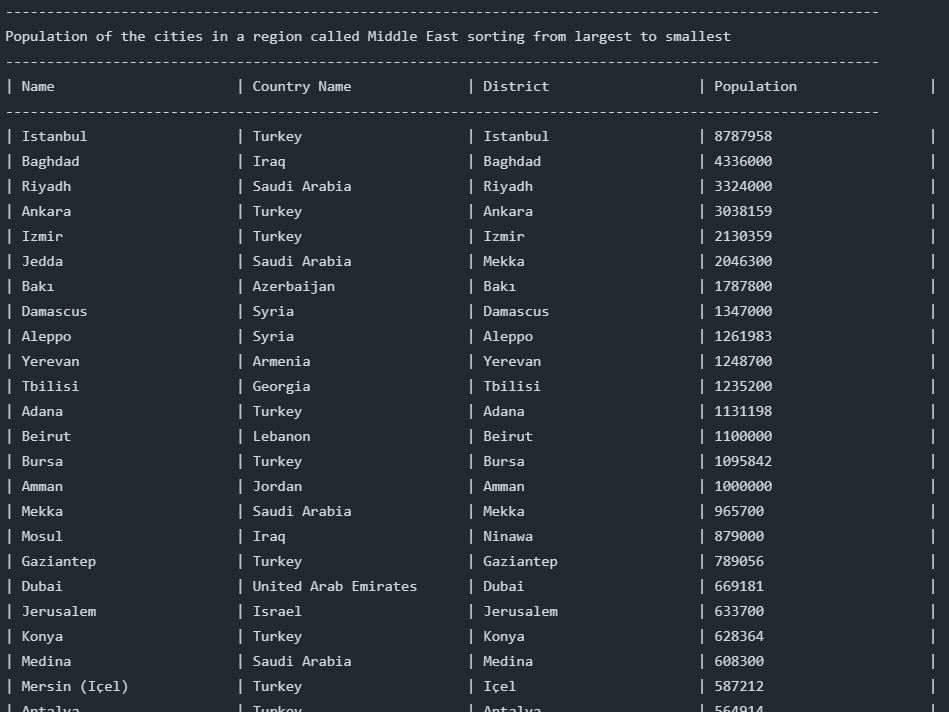 ---------------------------------------------------------------------------------------------------------
Population of the cities in a region called Middle East sorting from largest to smallest
---------------------------------------------------------------------------------------------------------
| Name | Country Name | District | Population |
---------------------------------------------------------------------------------------------------------
| Istanbul | Turkey | Istanbul | 8787958 |
| Baghdad | Iraq | Baghdad | 4336000 |
| Riyadh | Saudi Arabia | Riyadh | 3324000 |
| Ankara | Turkey | Ankara | 3038159 |
| Izmir | Turkey | Izmir | 2130359 |
| Jedda | Saudi Arabia | Mekka | 2046300 |
| Bakı | Azerbaijan | Bakı | 1787800 |
| Damascus | Syria | Damascus | 1347000 |
| Aleppo | Syria | Aleppo | 1261983 |
| Yerevan | Armenia | Yerevan | 1248700 |
| Tbilisi | Georgia | Tbilisi | 1235200 |
| Adana | Turkey | Adana | 1131198 |
| Beirut | Lebanon | Beirut | 1100000 |
| Bursa | Turkey | Bursa | 1095842 |
| Amman | Jordan | Amman | 1000000 |
| Mekka | Saudi Arabia | Mekka | 965700 |
| Mosul | Iraq | Ninawa | 879000 |
| Gaziantep | Turkey | Gaziantep | 789056 |
| Dubai | United Arab Emirates | Dubai | 669181 |
| Jerusalem | Israel | Jerusalem | 633700 |
| Konya | Turkey | Konya | 628364 |
| Medina | Saudi Arabia | Medina | 608300 |
| Mersin (Içel) | Turkey | Içel | 587212 |
| Antalya | Turkey | Antalya | 564914 |